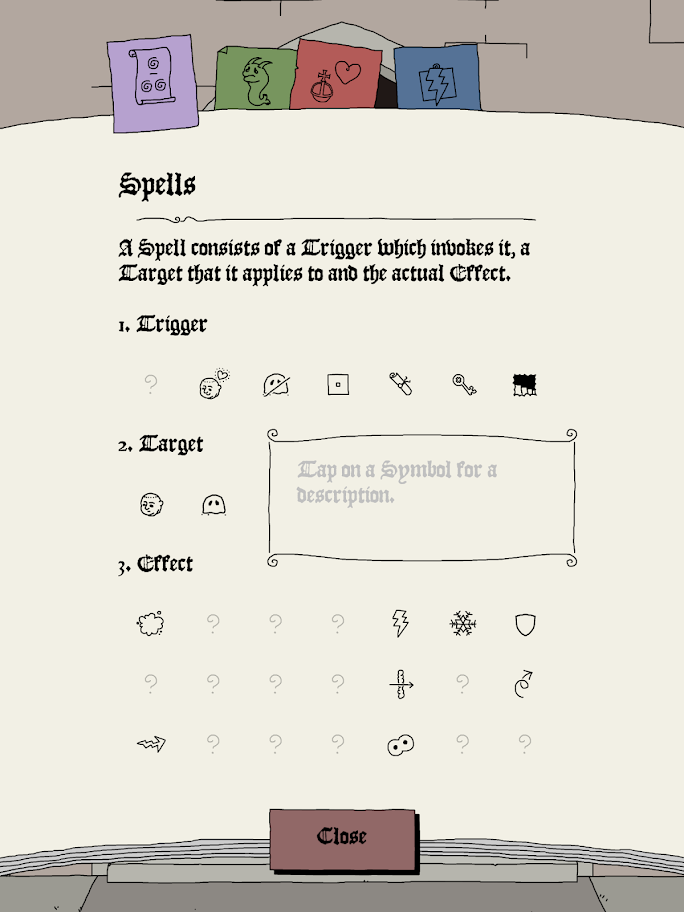 Spells
A Spell consists of a Trigger which invokes it, a
Target that it applies to and the actual Effect.
1. Trigger
?
2. Target
Tap on a Symbol for a
description.
3. Effect
? ? ?
? ? ? ? ?
? ? ? ? ?
Close